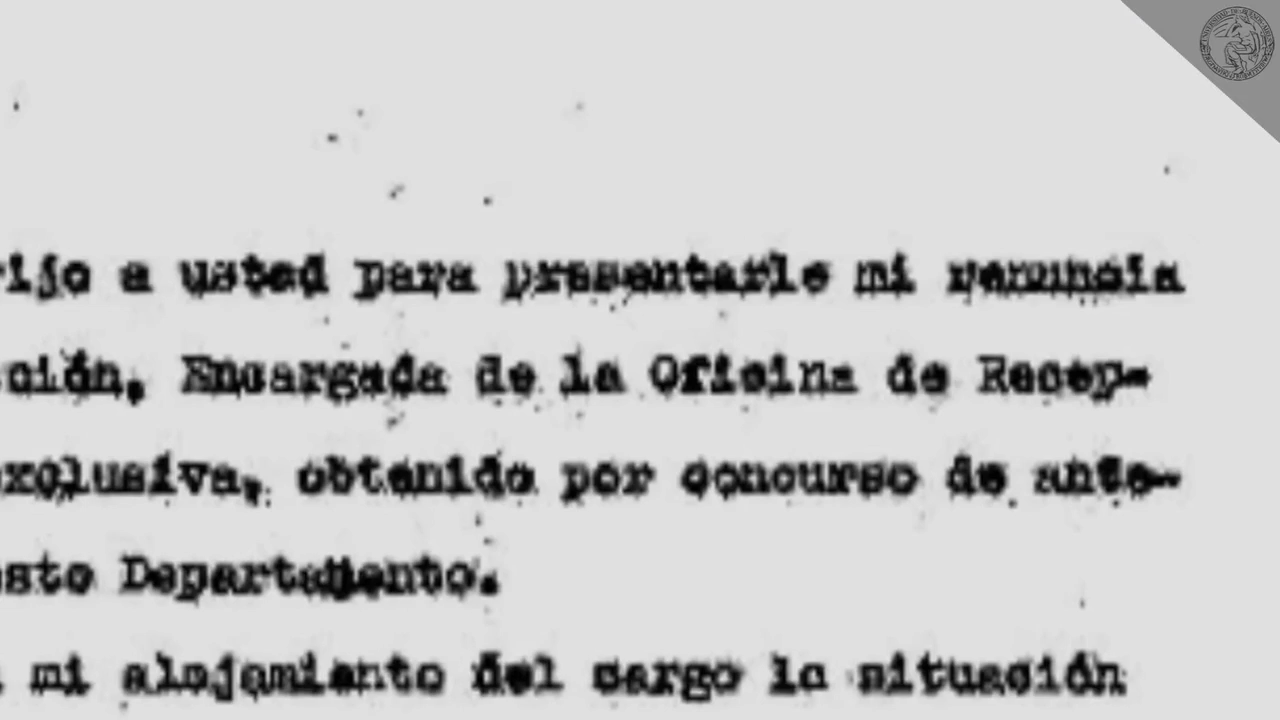 rijo a usted para presentarle mi renuncia
ción, Encargada de la Oficina de Recep-
xclusiva, obtenido por concurso de ante-
sto Departamento.
mi alejamiento del cargo la situación